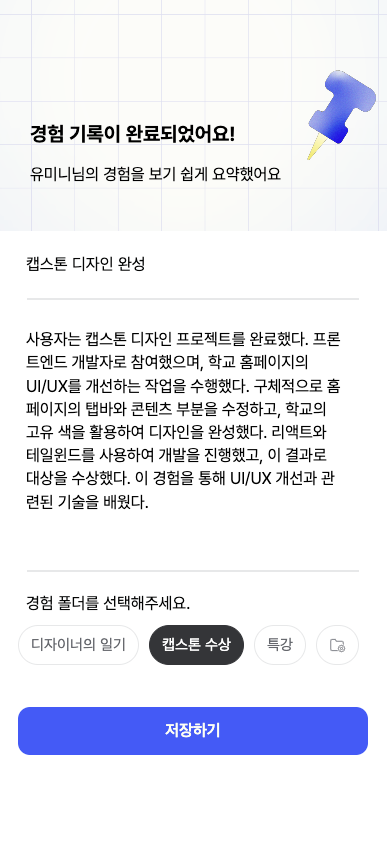 경험 기록이 완료되었어요!
유미니님의 경험을 보기 쉽게 요약했어요
캡스톤 디자인 완성
사용자는 캡스톤 디자인 프로젝트를 완료했다. 프론
트엔드 개발자로 참여했으며, 학교 홈페이지의
UI/UX를 개선하는 작업을 수행했다. 구체적으로 홈
페이지의 탭바와 콘텐츠 부분을 수정하고, 학교의
고유 색을 활용하여 디자인을 완성했다. 리액트와
테일윈드를 사용하여 개발을 진행했고, 이 결과로
대상을 수상했다. 이 경험을 통해 UI/UX 개선과 관
련된 기술을 배웠다.
경험 폴더를 선택해주세요.
디자이너의 일기 캡스톤 수상 특강
저장하기